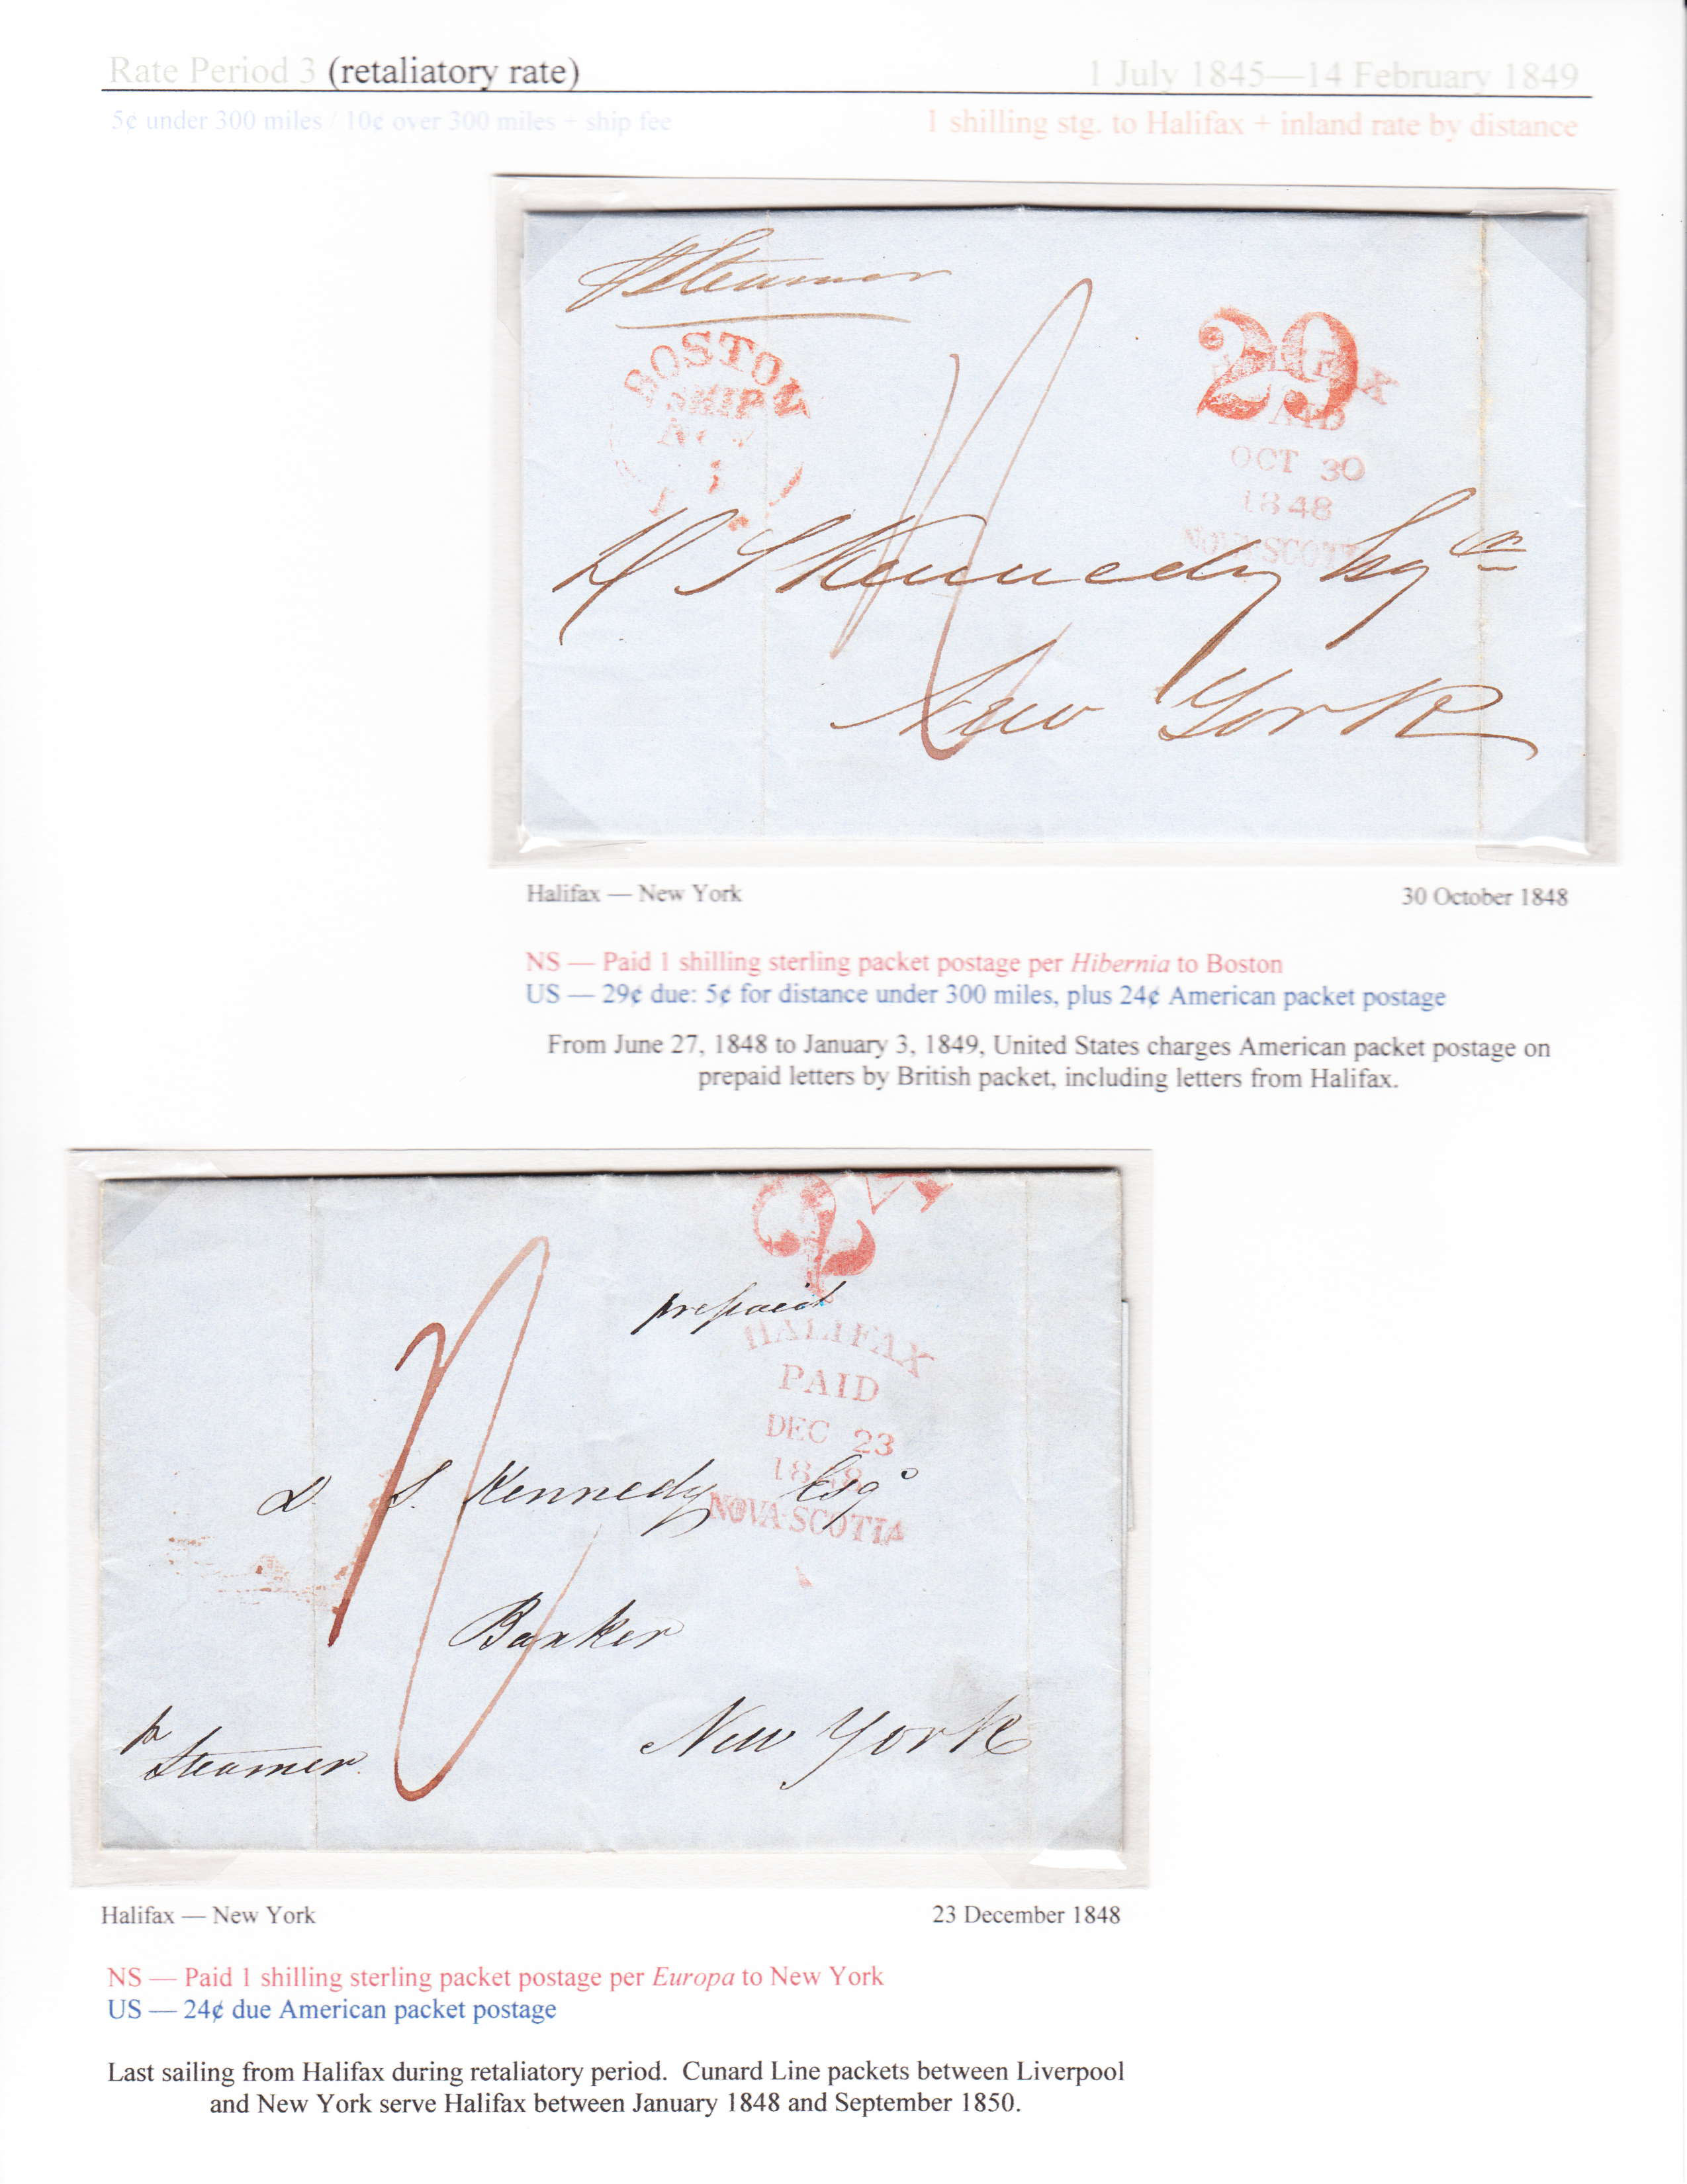 Rate Period 3 (retaliatory rate) 1 July 1845—14 February 1849
5¢ under 300 miles / 10¢ over 300 miles + ship fee 1 shilling stg. to Halifax + inland rate by distance
Steamer
BOSTON
SHIP
29
OCT 30
1848
NOVA SCOTI
D S Kennedy Esqre
New York
Halifax — New York 30 October 1848
NS — Paid 1 shilling sterling packet postage per Hibernia to Boston
US — 29¢ due: 5¢ for distance under 300 miles, plus 24¢ American packet postage
From June 27, 1848 to January 3, 1849, United States charges American packet postage on
prepaid letters by British packet, including letters from Halifax.
24
prepaid
HALIFAX
PAID
DEC 23
1848
NOVA SCOTIA
D. S. Kennedy Esqo
Banker
New York
pr
Steamer.
Halifax — New York 23 December 1848
NS — Paid 1 shilling sterling packet postage per Europa to New York
US — 24¢ due American packet postage
Last sailing from Halifax during retaliatory period. Cunard Line packets between Liverpool
and New York serve Halifax between January 1848 and September 1850.